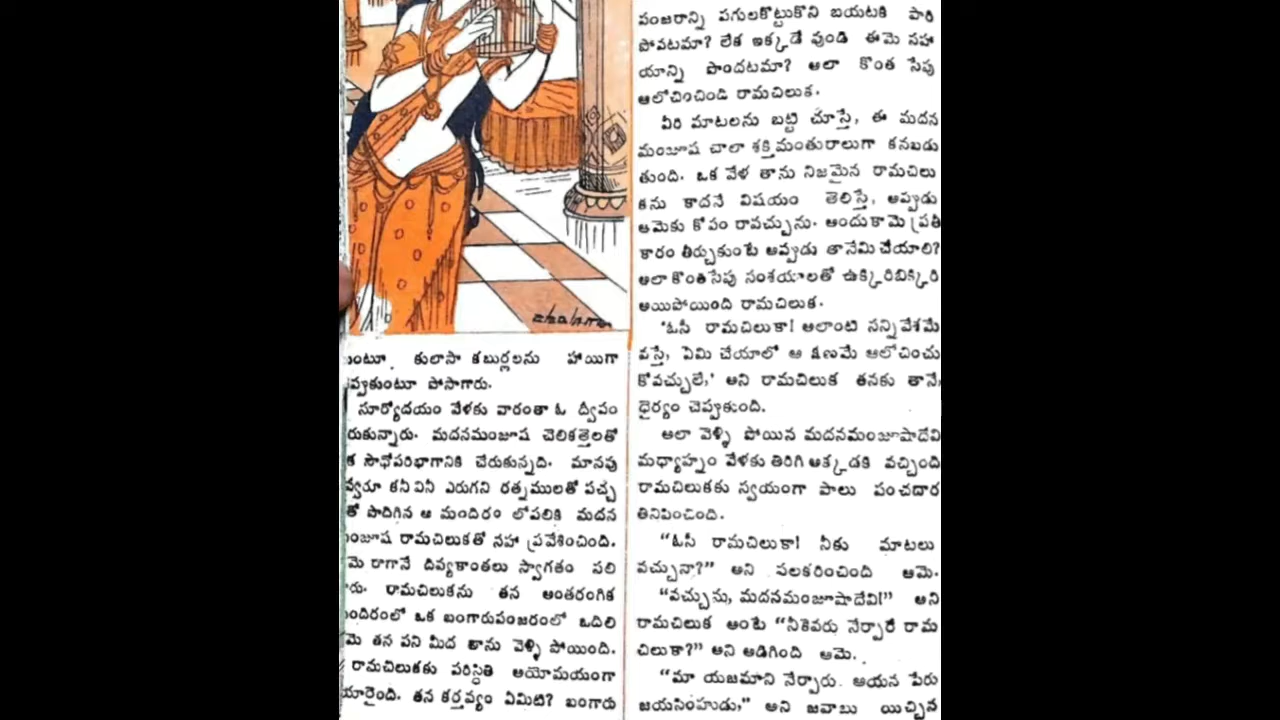 ఎంటూ కులాసా కబుర్లలను హాయిగా
వ్వుకుంటూ పోసాగారు.
సూర్యోదయం వేళకు వారంతా ఓ ద్వీపం
రుకున్నారు. మదనమంజూష చెలికత్తెలతో
క సౌధోపరిభాగానికి చేరుకున్నది. మానవు
వ్వరూ కనీ వినీ ఎరుగని రత్నములతో పచ్చ
తో పొదిగిన ఆ మందిరం లోపలికి మదన
ంజూష రామచిలుకతో సహా ప్రవేశించింది.
మె రాగానే దివ్యకాంతలు స్వాగతం పలి
రు. రామచిలుకను తన అంతరంగిక
ందిరంలో ఒక బంగారుపంజరంలో ఒదిలి
మె తన పని మీద తాను వెళ్ళి పోయింది.
రామచిలుకకు పరిస్థితి అయోమయంగా
యారైంది. తన కర్తవ్యం ఏమిటి? బంగారు
పంజరాన్ని పగులకొట్టుకొని బయటకి పారి
పోవటమా? లేక ఇక్కడే వుండి ఈమె సహా
యాన్ని పొందటమా? అలా కొంత సేపు
ఆలోచించింది రామచిలుక.
వీరి మాటలను బట్టి చూస్తే, ఈ మదన
మంజూష చాలా శక్తిమంతురాలుగా కనబడు
తుంది. ఒక వేళ తాను నిజమైన రామచిలు
కను కాదనే విషయం తెలిస్తే, అప్పుడు
ఆమెకు కోపం రావచ్చును. అందుకామె ప్రతీ
కారం తీర్చుకుంటే అవ్వుడు తానేమి చేయాలి?
అలా కొంతసేపు సంశయాలతో ఉక్కిరిబిక్కిరి
అయిపోయింది రామచిలుక.
'ఓసీ రామచిలుకా! అలాంటి సన్నివేశమే
వస్తే, ఏమి చేయాలో ఆ క్షణమే ఆలోచించు
కోవచ్చులే,' అని రామచిలుక తనకు తానే,
ధైర్యం చెప్పుకుంది.
అలా వెళ్ళి పోయిన మదనమంజూషాదేవి
మధ్యాహ్నం వేళకు తిరిగి అక్కడకి వచ్చింది
రామచిలుకకు స్వయంగా పాలు పంచదార
తినిపించింది.
"ఓసీ రామచిలుకా! నీకు మాటలు
వచ్చునా?" అని పలకరించింది ఆమె.
"వచ్చును, మదనమంజూషాదేవి!" అని
రామచిలుక అంటే "నీకెవరు నేర్పారే రామ
చిలుకా?" అని అడిగింది ఆమె.
"మా యజమాని నేర్పారు. ఆయన పేరు
జయసింహుడు," అని జవాబు యిచ్చిన